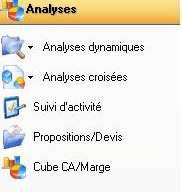 Analyses
Analyses dynamiques
Analyses croisées
Suivi d'activité
Propositions/Devis
Cube CA/Marge